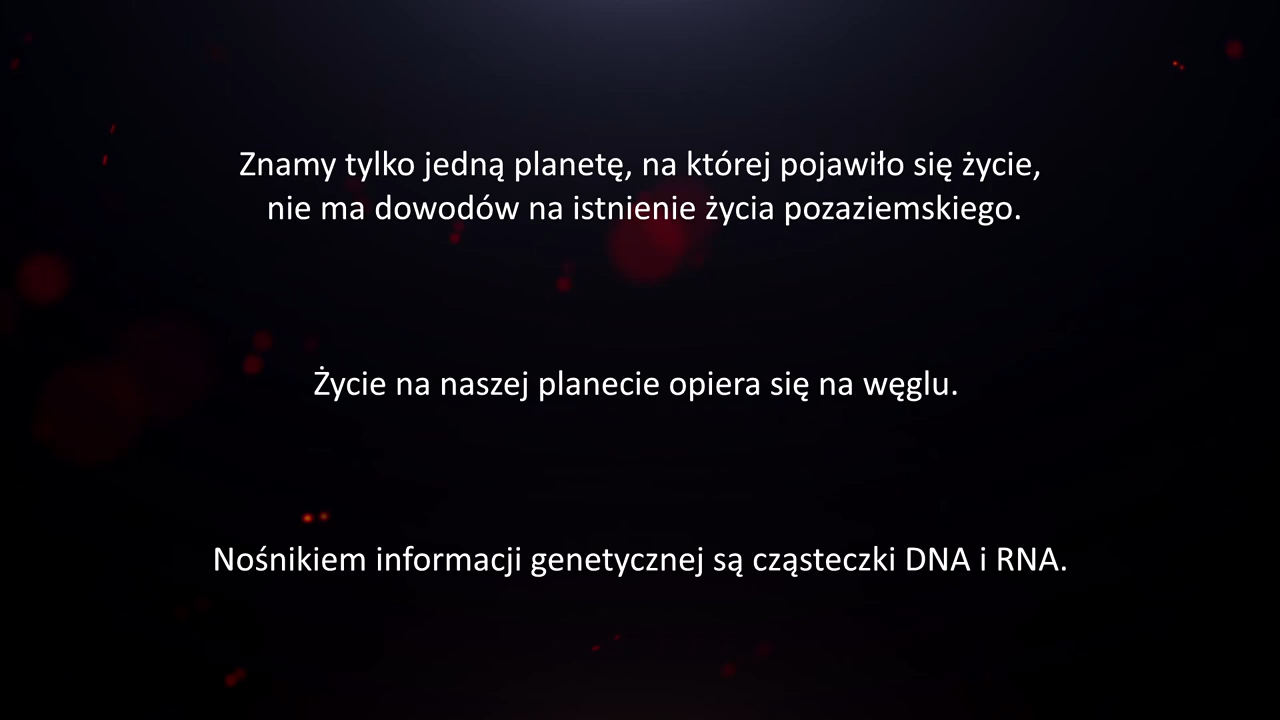 Znamy tylko jedną planetę, na której pojawiło się życie,
nie ma dowodów na istnienie życia pozaziemskiego.
Życie na naszej planecie opiera się na węglu.
Nośnikiem informacji genetycznej są cząsteczki DNA i RNA.